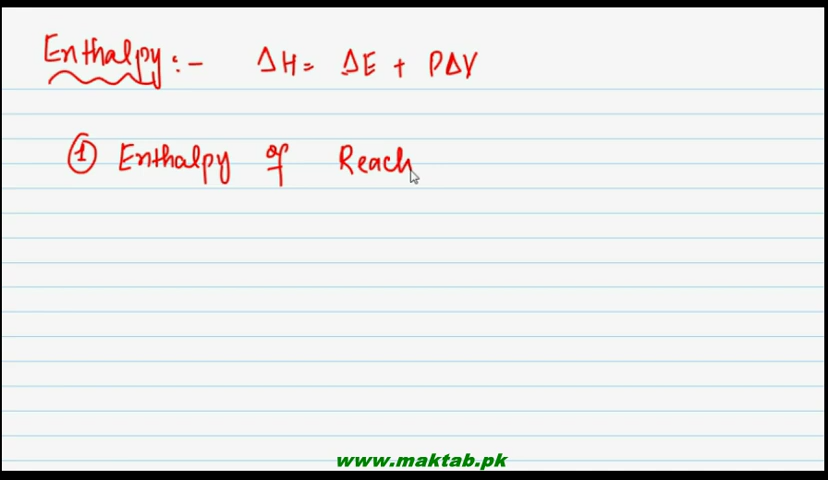 Enthalpy :- ΔH = ΔE + PΔV
① Enthalpy of Reach
www.maktab.pk